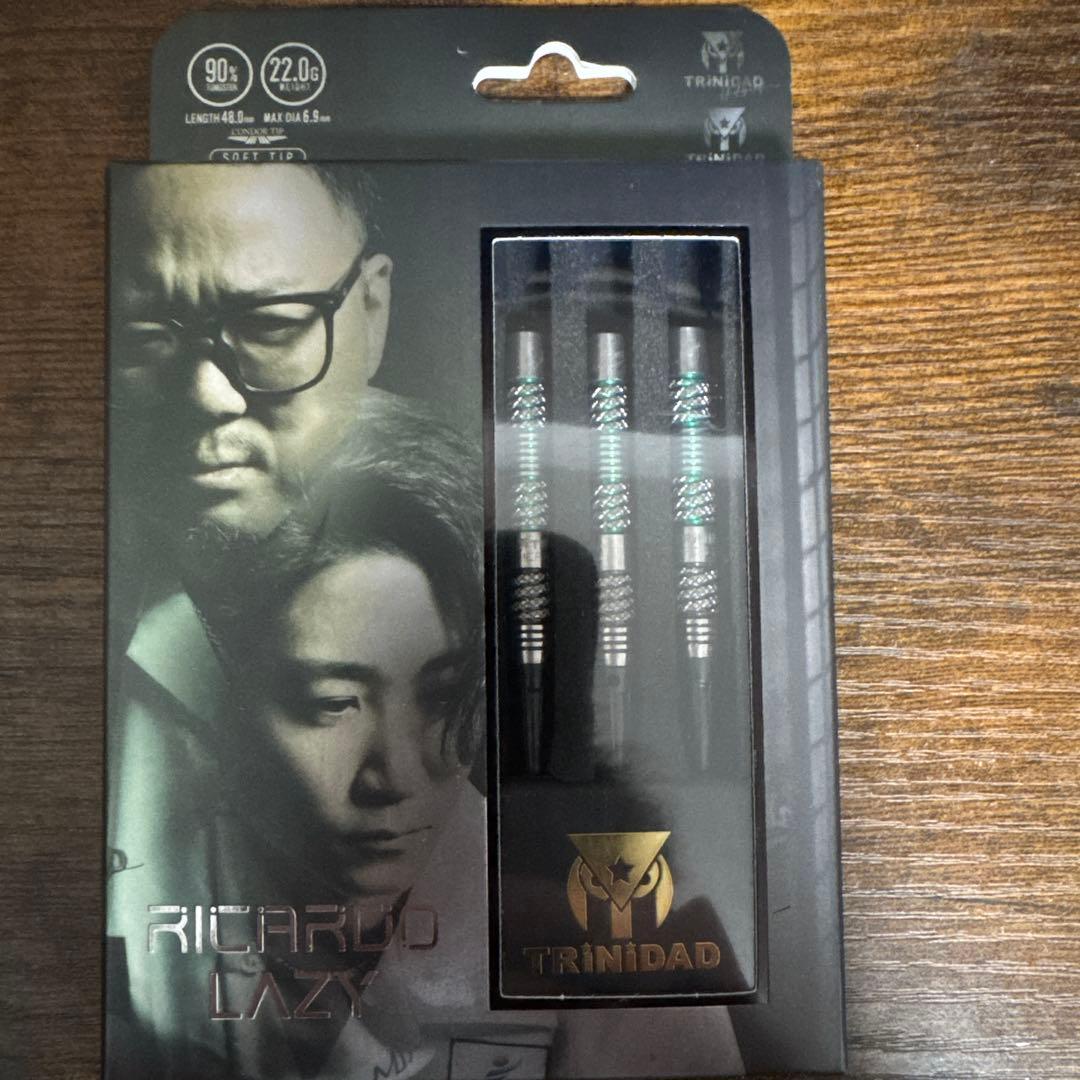 90%
TUNGSTEN
22.0G
WEIGHT
LENGTH 48.0mm MAX DIA 6.9mm
CONDOR TIP
SOFT TIP
TRiNiDAD
TRiNiDAD
RICARDO
LAZY
TRiNiDAD